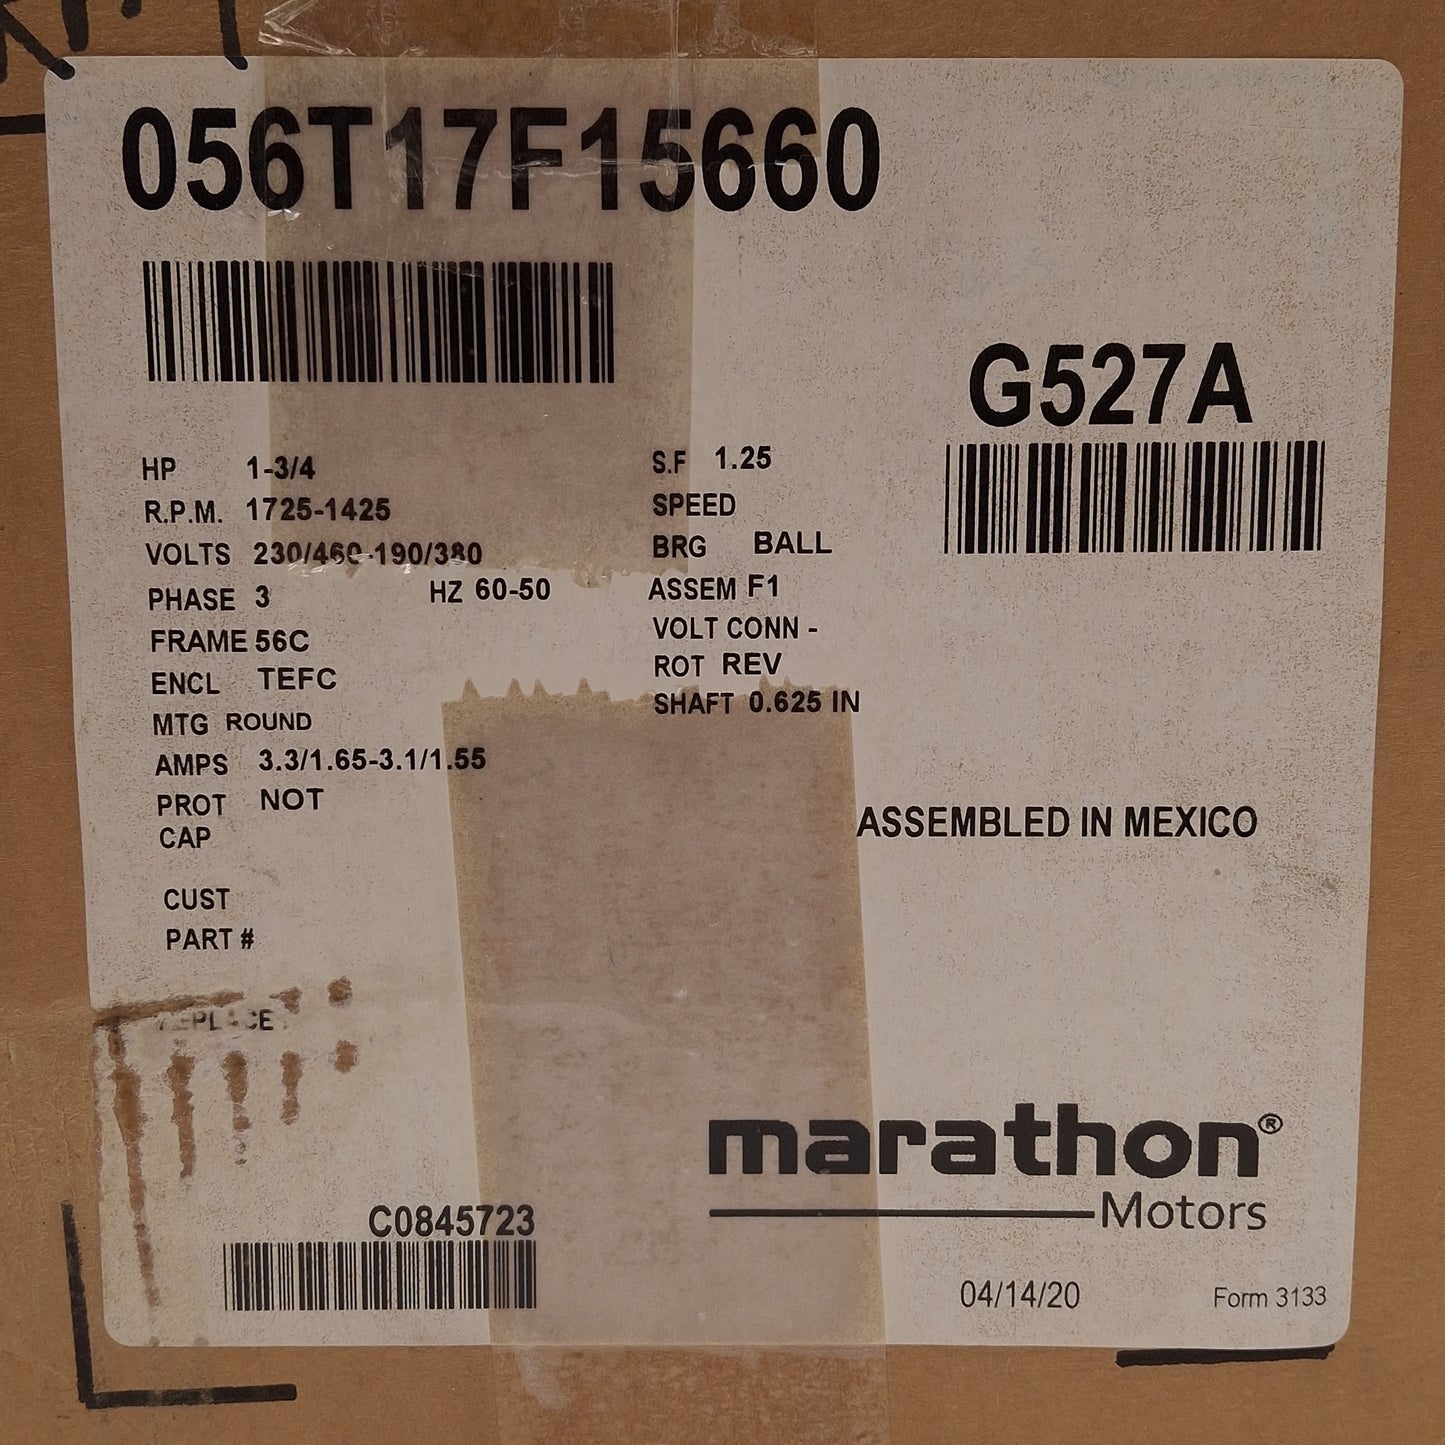 056T17F15660
G527A
HP 1-3/4
R.P.M. 1725-1425
VOLTS 230/460-190/380
PHASE 3 HZ 60-50
FRAME 56C
ENCL TEFC
MTG ROUND
AMPS 3.3/1.65-3.1/1.55
PROT NOT
CAP
CUST
PART #
S.F 1.25
SPEED
BRG BALL
ASSEM F1
VOLT CONN -
ROT REV
SHAFT 0.625 IN
ASSEMBLED IN MEXICO
C0845723
marathon®
Motors
04/14/20 Form 3133